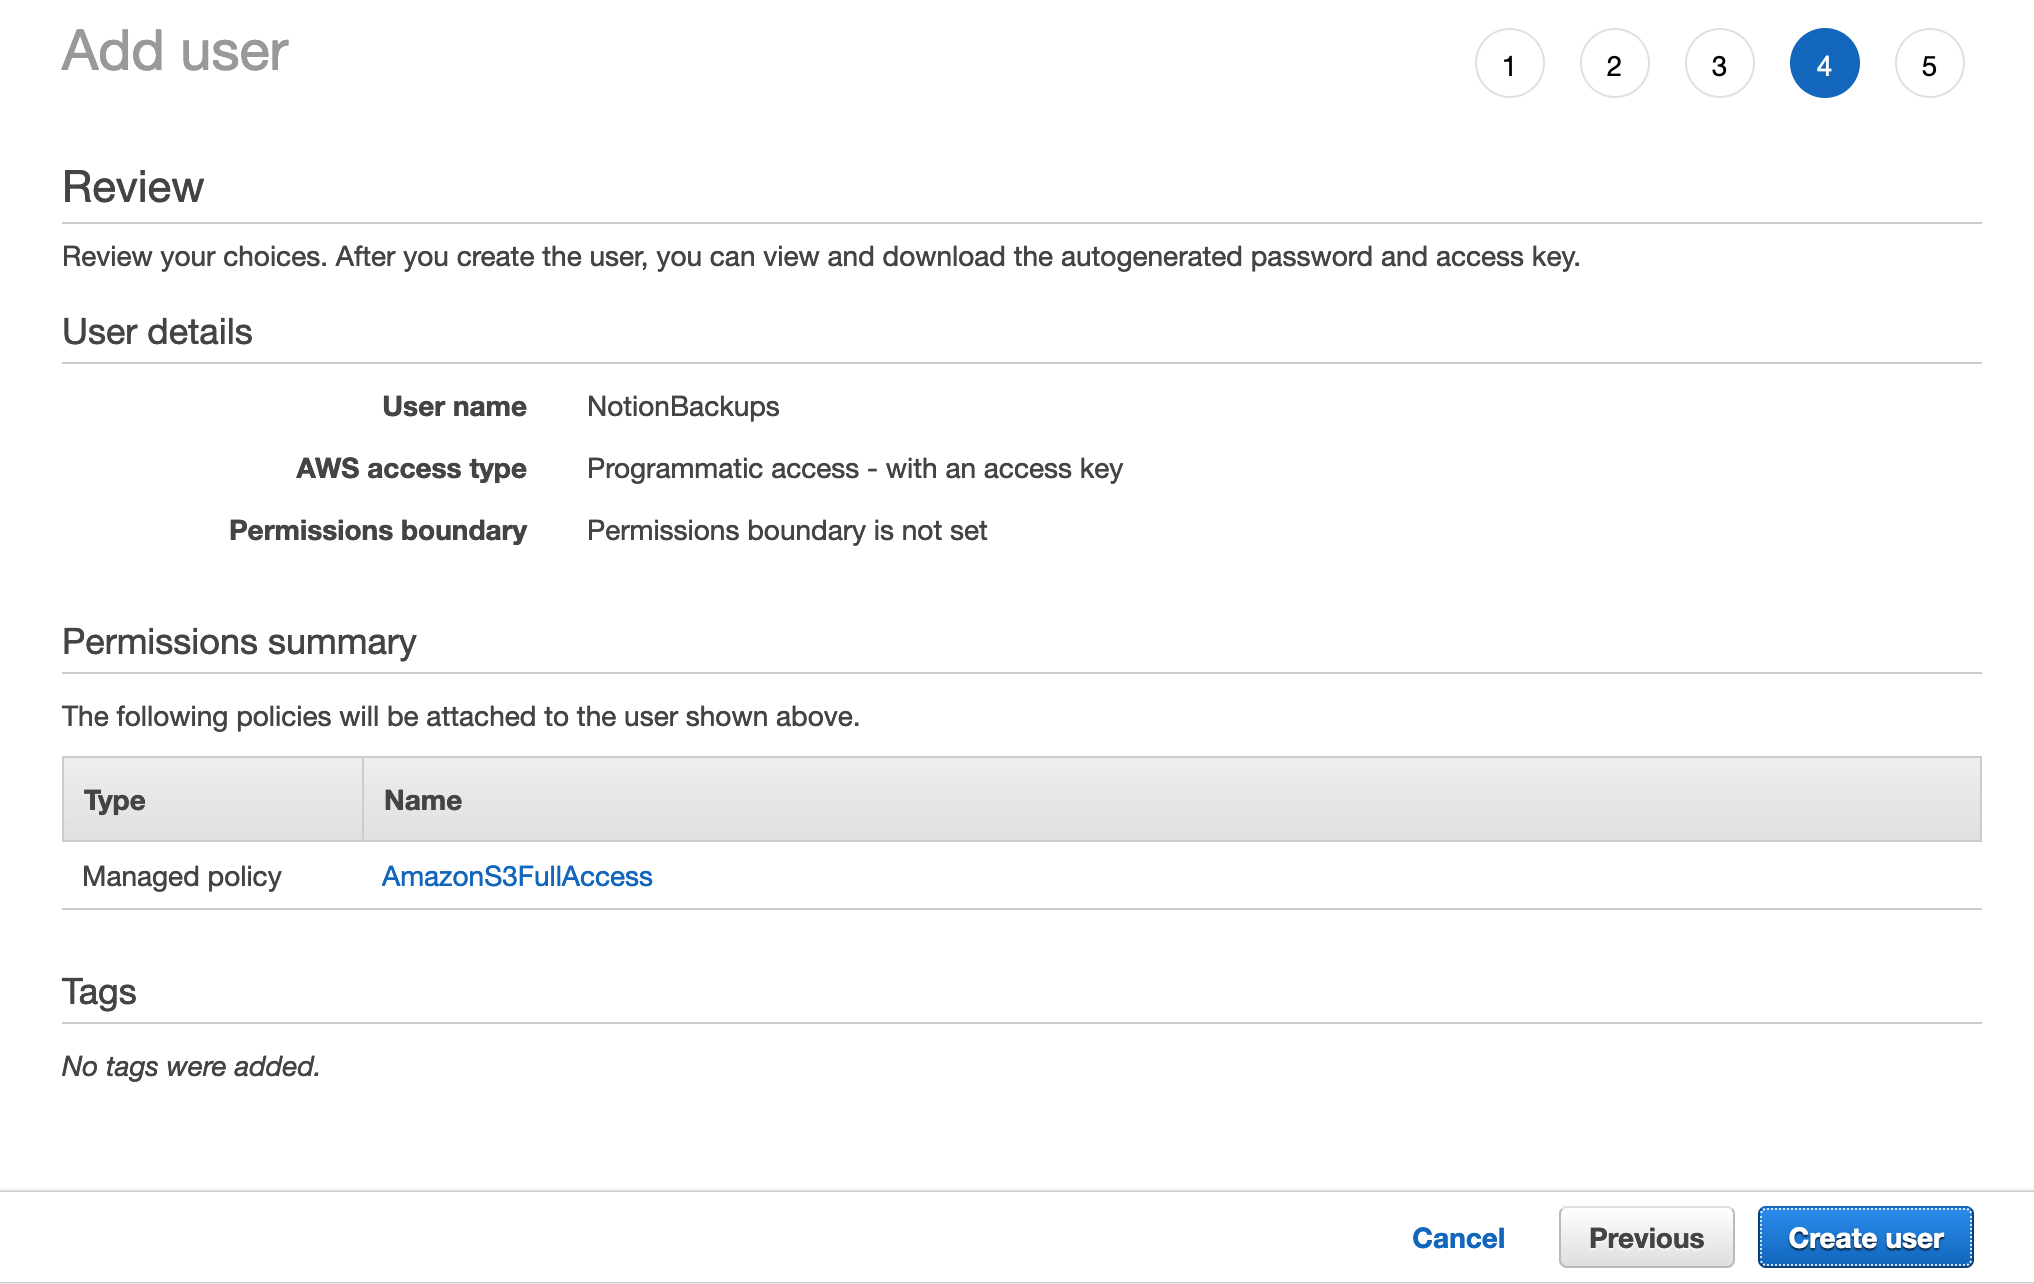 Add user
1 2 3 4 5
Review
Review your choices. After you create the user, you can view and download the autogenerated password and access key.
User details
User name NotionBackups
AWS access type Programmatic access - with an access key
Permissions boundary Permissions boundary is not set
Permissions summary
The following policies will be attached to the user shown above.
Type Name
Managed policy AmazonS3FullAccess
Tags
No tags were added.
Cancel Previous Create user